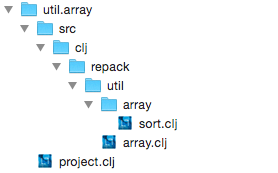 util.array
src
clj
repack
util
array
sort.clj
array.clj
project.clj